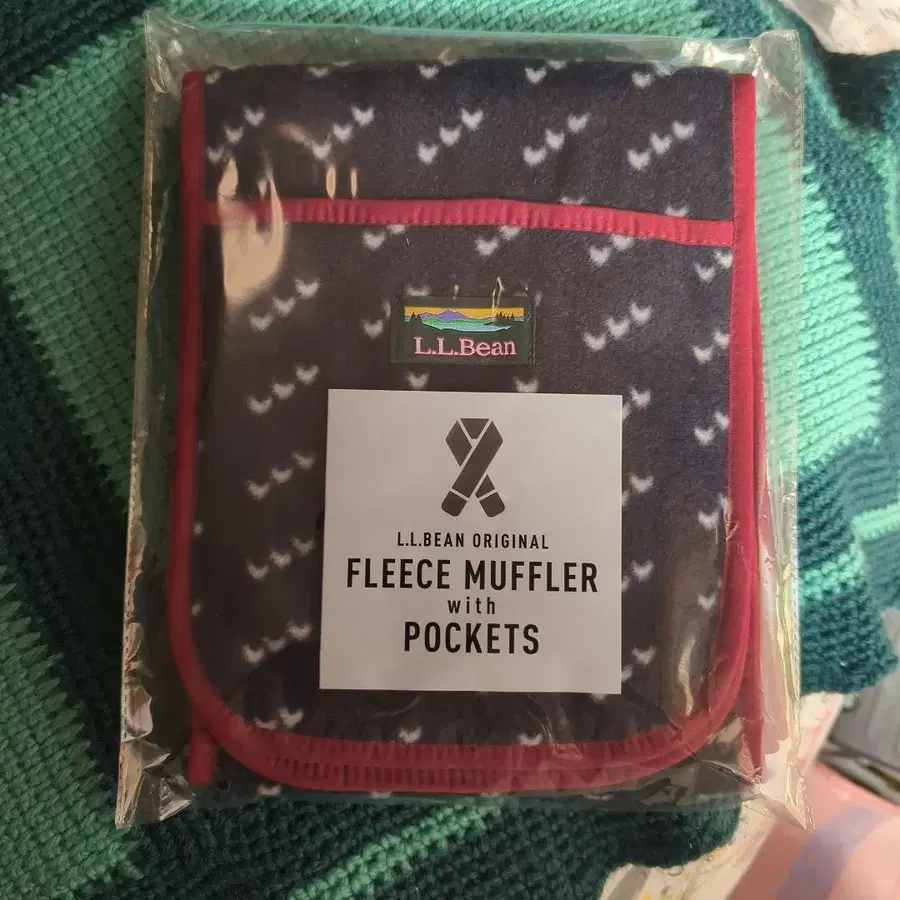 L.L.Bean
L.L.BEAN ORIGINAL
FLEECE MUFFLER
with
POCKETS